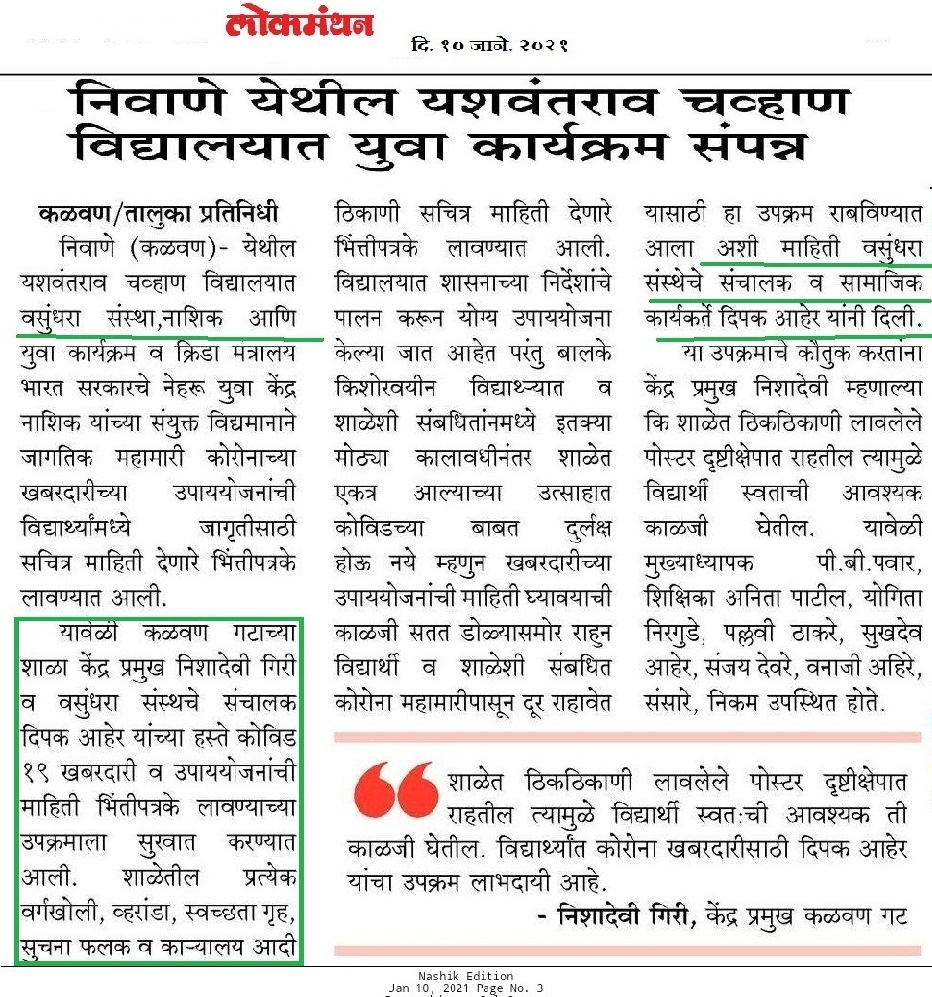 लोकमंथन
दि. १० जाने. २०२१
निवाणे येथील यशवंतराव चव्हाण
विद्यालयात युवा कार्यक्रम संपन्न
कळवण/तालुका प्रतिनिधी
निवाणे (कळवण)- येथील
यशवंतराव चव्हाण विद्यालयात
वसुंधरा संस्था,नाशिक आणि
युवा कार्यक्रम व क्रिडा मंत्रालय
भारत सरकारचे नेहरू युवा केंद्र
नाशिक यांच्या संयुक्त विद्यमानाने
जागतिक महामारी कोरोनाच्या
खबरदारीच्या उपाययोजनांची
विद्यार्थ्यांमध्ये जागृतीसाठी
सचित्र माहिती देणारे भिंतीपत्रके
लावण्यात आली.
यावेळी कळवण गटाच्या
शाळा केंद्र प्रमुख निशादेवी गिरी
व वसुंधरा संस्थचे संचालक
दिपक आहेर यांच्या हस्ते कोविड
१९ खबरदारी व उपाययोजनांची
माहिती भिंतीपत्रके लावण्याच्या
उपक्रमाला सुरवात करण्यात
आली. शाळेतील प्रत्येक
वर्गखोली, व्हरांडा, स्वच्छता गृह,
सुचना फलक व काऱ्यालय आदी
ठिकाणी सचित्र माहिती देणारे
भिंत्तीपत्रके लावण्यात आली.
विद्यालयात शासनाच्या निर्देशांचे
पालन करून योग्य उपाययोजना
केल्या जात आहेत परंतु बालके
किशोरवयीन विद्याथ्र्यात व
शाळेशी संबधितांनमध्ये इतक्या
मोठ्या कालावधीनंतर शाळेत
एकत्र आल्याच्या उत्साहात
कोविडच्या बाबत दुर्लक्ष
होऊ नये म्हणुन खबरदारीच्या
उपाययोजनांची माहिती घ्यावयाची
काळजी सतत डोळ्यासमोर राहुन
विद्यार्थी व शाळेशी संबधित
कोरोना महामारीपासून दूर राहावेत
यासाठी हा उपक्रम राबविण्यात
आला अशी माहिती वसुंधरा
संस्थेचे संचालक व सामाजिक
कार्यकर्ते दिपक आहेर यांनी दिली.
या उपक्रमाचे कौतुक करतांना
केंद्र प्रमुख निशादेवी म्हणाल्या
कि शाळेत ठिकठिकाणी लावलेले
पोस्टर दृष्टीक्षेपात राहतील त्यामुळे
विद्यार्थी स्वताची आवश्यक
काळजी घेतील. यावेळी
मुख्याध्यापक पी.बी.पवार,
शिक्षिका अनिता पाटील, योगिता
निरगुडे, पल्लवी ठाकरे, सुखदेव
आहेर, संजय देवरे, वनाजी अहिरे,
संसारे, निकम उपस्थित होते.
शाळेत ठिकठिकाणी लावलेले पोस्टर दृष्टीक्षेपात
राहतील त्यामुळे विद्यार्थी स्वत:ची आवश्यक ती
काळजी घेतील. विद्यार्थ्यांत कोरोना खबरदारीसाठी दिपक आहेर
यांचा उपक्रम लाभदायी आहे.
- निशादेवी गिरी, केंद्र प्रमुख कळवण गट
Nashik Edition
Jan 10, 2021 Page No. 3